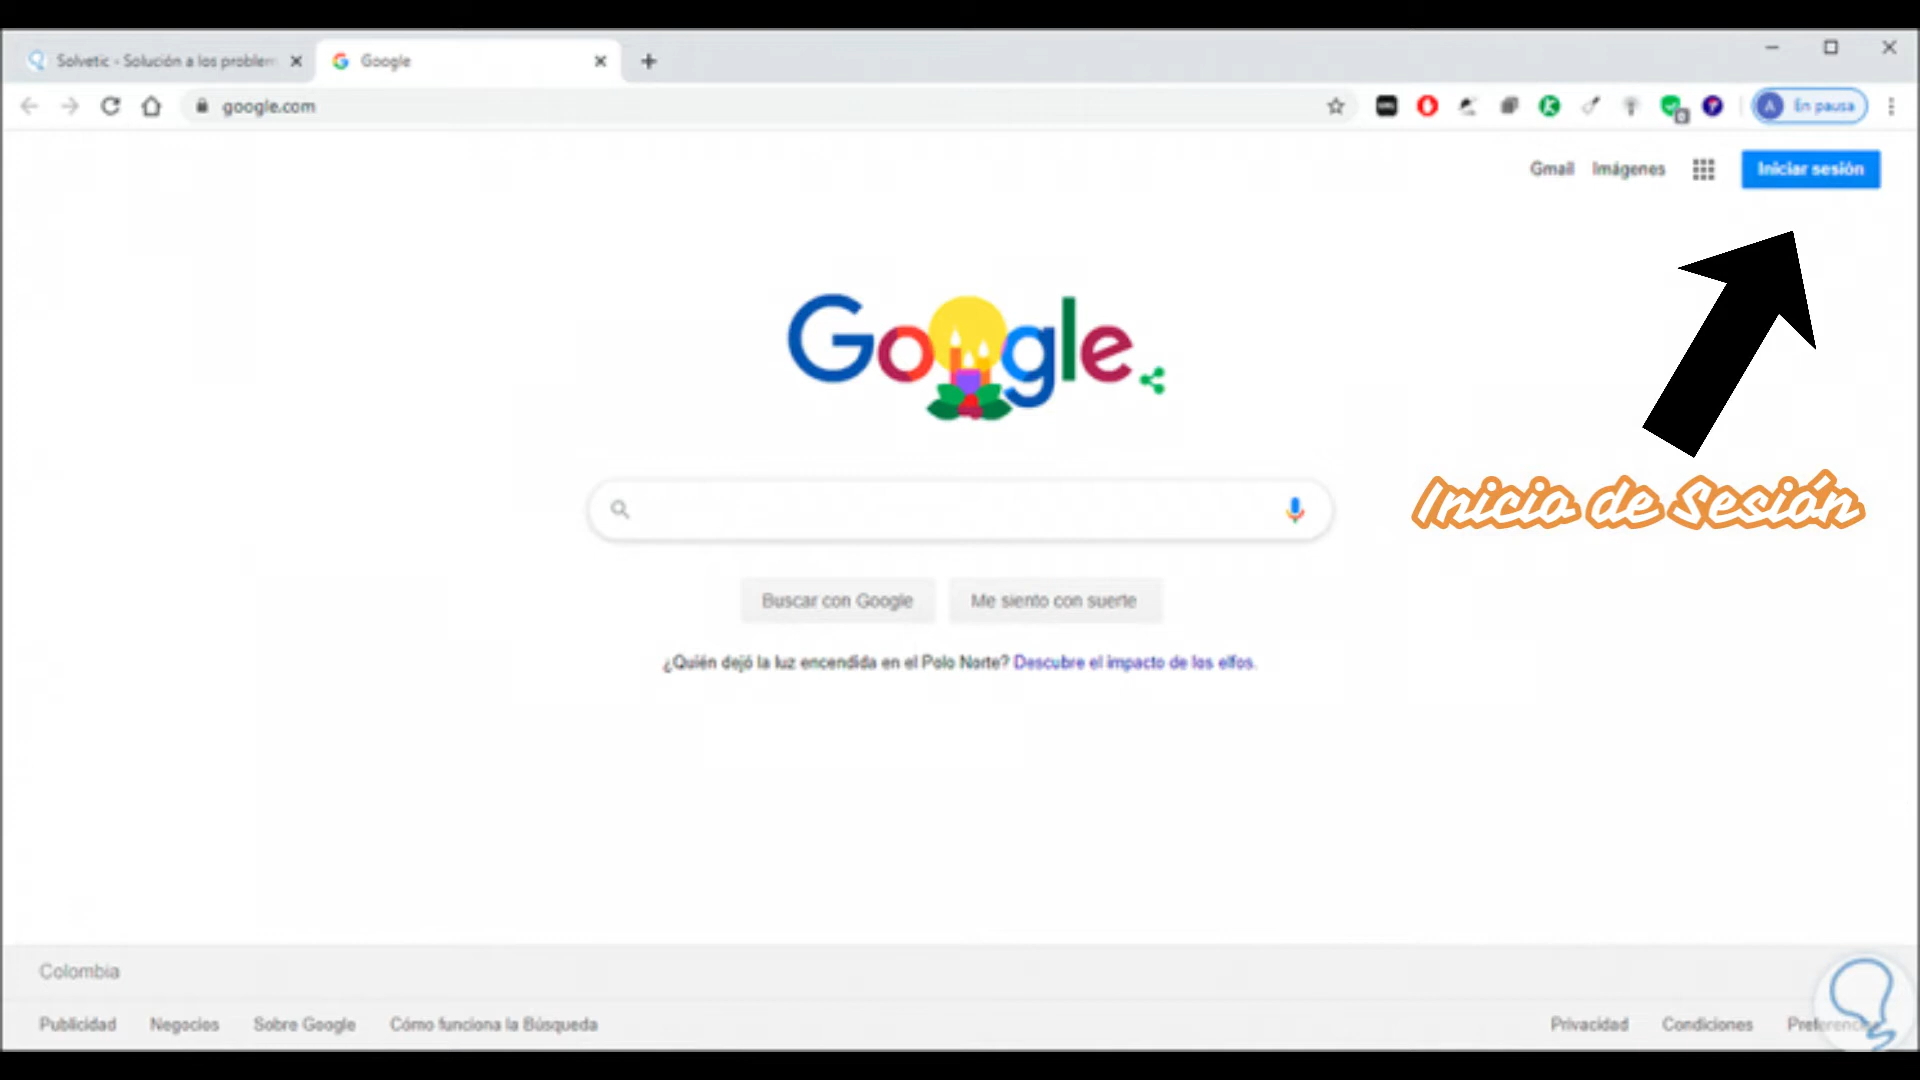 Solvetic - Solución a los problem
Google
google.com
En pausa
Gmail Imágenes
Iniciar sesión
Google
Inicio de Sesión
Buscar con Google
Me siento con suerte
¿Quién dejó la luz encendida en el Polo Norte? Descubre el impacto de los elfos.
Colombia
Publicidad Negocios Sobre Google Cómo funciona la Búsqueda
Privacidad Condiciones Preferencias